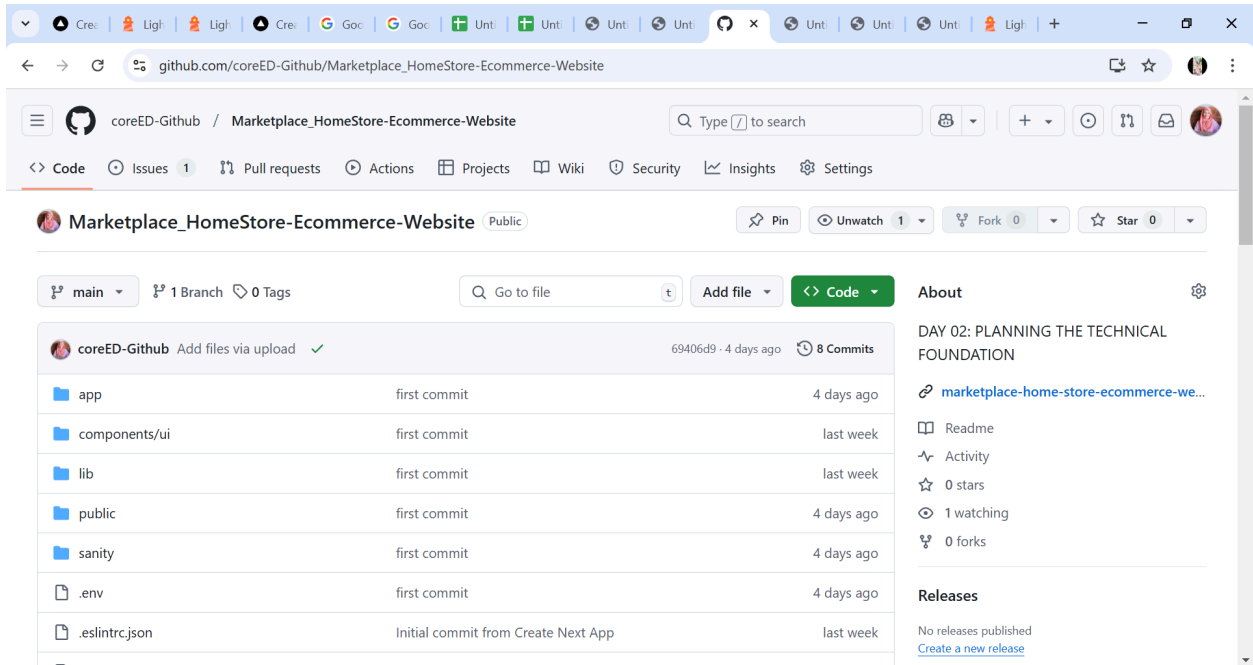 Crea Ligh Ligh Crea Goo Goo Unti Unti Unti Unti Unti Unti Unti Ligh
github.com/coreED-Github/Marketplace_HomeStore-Ecommerce-Website
coreED-Github / Marketplace_HomeStore-Ecommerce-Website Type / to search
Code Issues 1 Pull requests Actions Projects Wiki Security Insights Settings
Marketplace_HomeStore-Ecommerce-Website Public Pin Unwatch 1 Fork 0 Star 0
main 1 Branch 0 Tags Go to file t Add file Code About
DAY 02: PLANNING THE TECHNICAL
FOUNDATION
coreED-Github Add files via upload 69406d9 · 4 days ago 8 Commits
app first commit 4 days ago
marketplace-home-store-ecommerce-we...
Readme
components/ui first commit last week
Activity
lib first commit last week
0 stars
public first commit 4 days ago
1 watching
0 forks
sanity first commit 4 days ago
.env first commit 4 days ago
Releases
.eslintrc.json Initial commit from Create Next App last week
No releases published
Create a new release